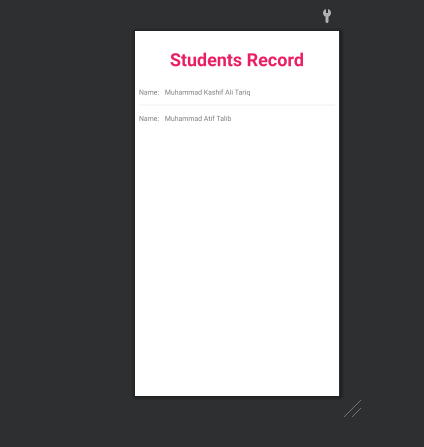 Students Record
Name: Muhammad Kashif Ali Tariq
Name: Muhammad Atif Talib